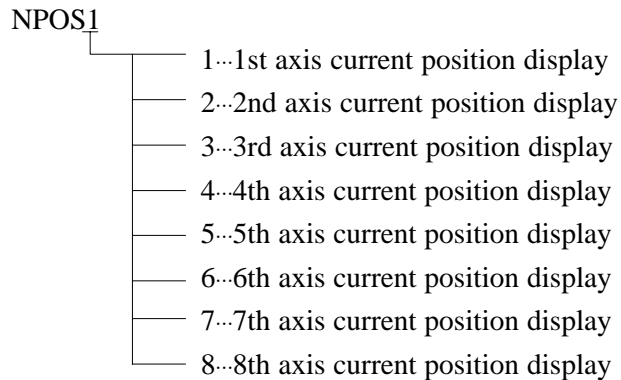 NPOS1
1···1st axis current position display
2···2nd axis current position display
3···3rd axis current position display
4···4th axis current position display
5···5th axis current position display
6···6th axis current position display
7···7th axis current position display
8···8th axis current position display